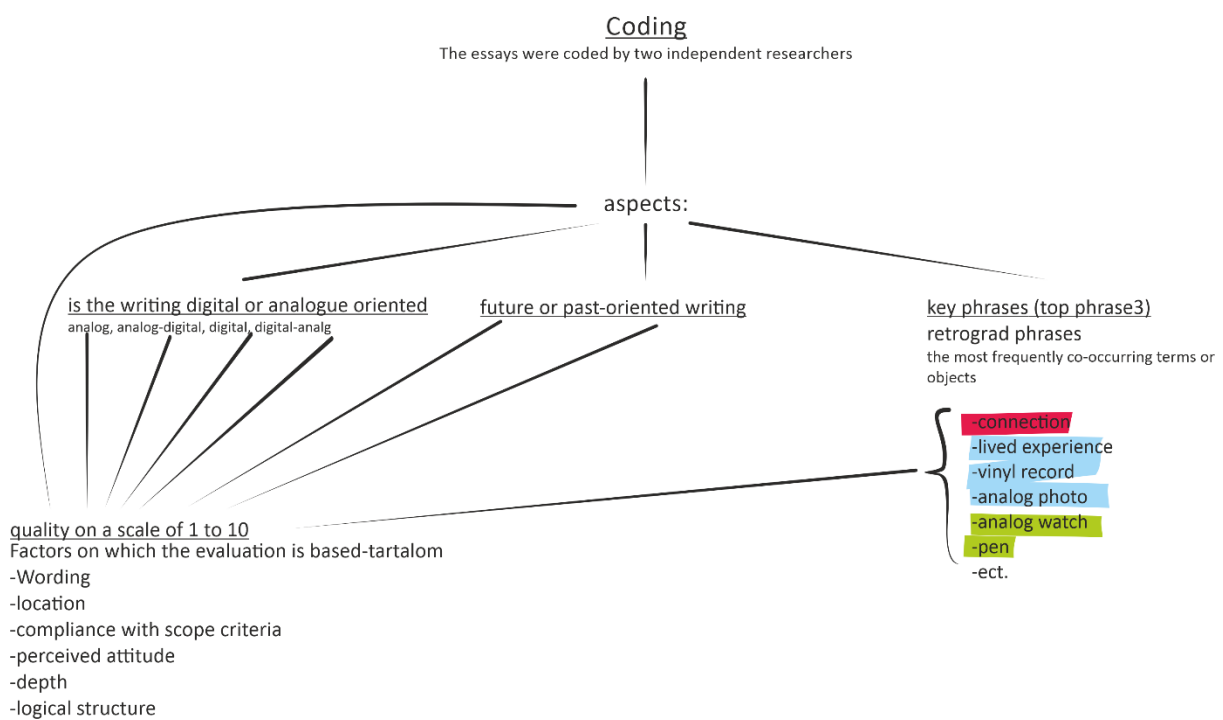 Coding
The essays were coded by two independent researchers
aspects:
is the writing digital or analogue oriented
analog, analog-digital, digital, digital-analg
future or past-oriented writing
key phrases (top phrase3)
retrograd phrases
the most frequently co-occurring terms or
objects
-connection
-lived experience
-vinyl record
-analog photo
-analog watch
-pen
-ect.
quality on a scale of 1 to 10
Factors on which the evaluation is based-tartalom
-Wording
-location
-compliance with scope criteria
-perceived attitude
-depth
-logical structure